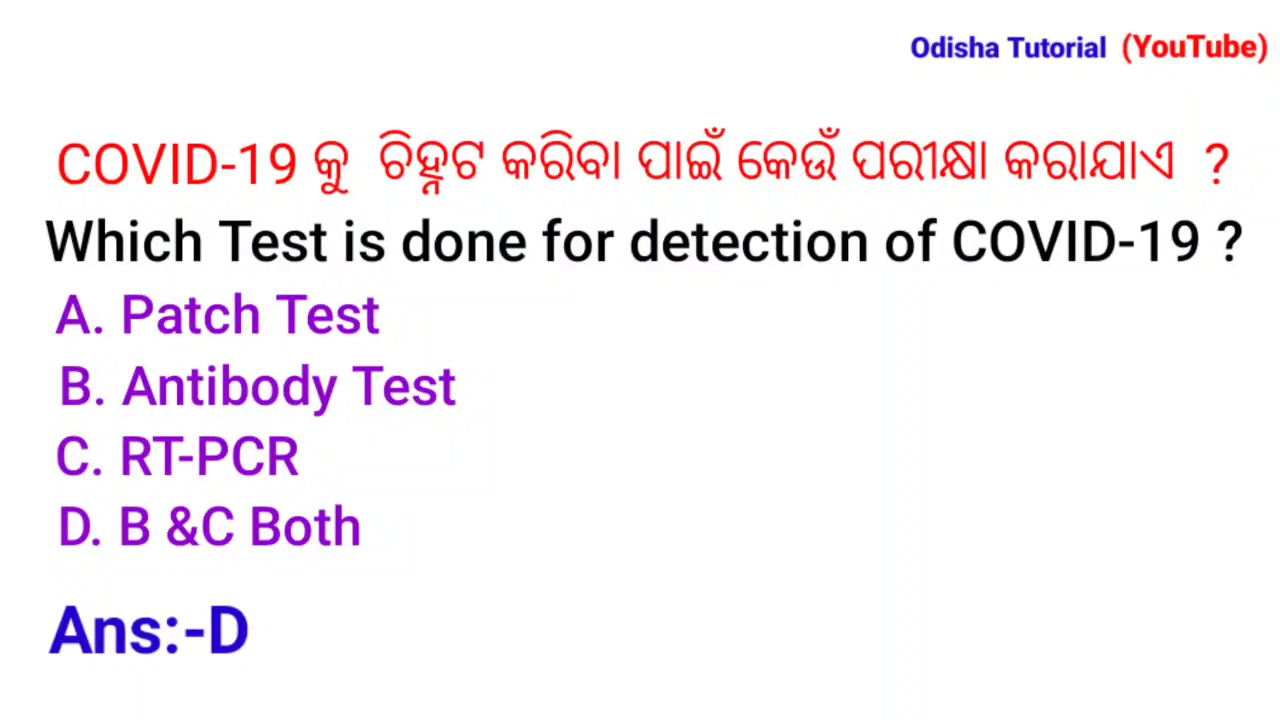 Odisha Tutorial (YouTube)
COVID-19 କୁ ଚିହ୍ନଟ କରିବା ପାଇଁ କେଉଁ ପରୀକ୍ଷା କରାଯାଏ ?
Which Test is done for detection of COVID-19 ?
A. Patch Test
B. Antibody Test
C. RT-PCR
D. B &C Both
Ans:-D